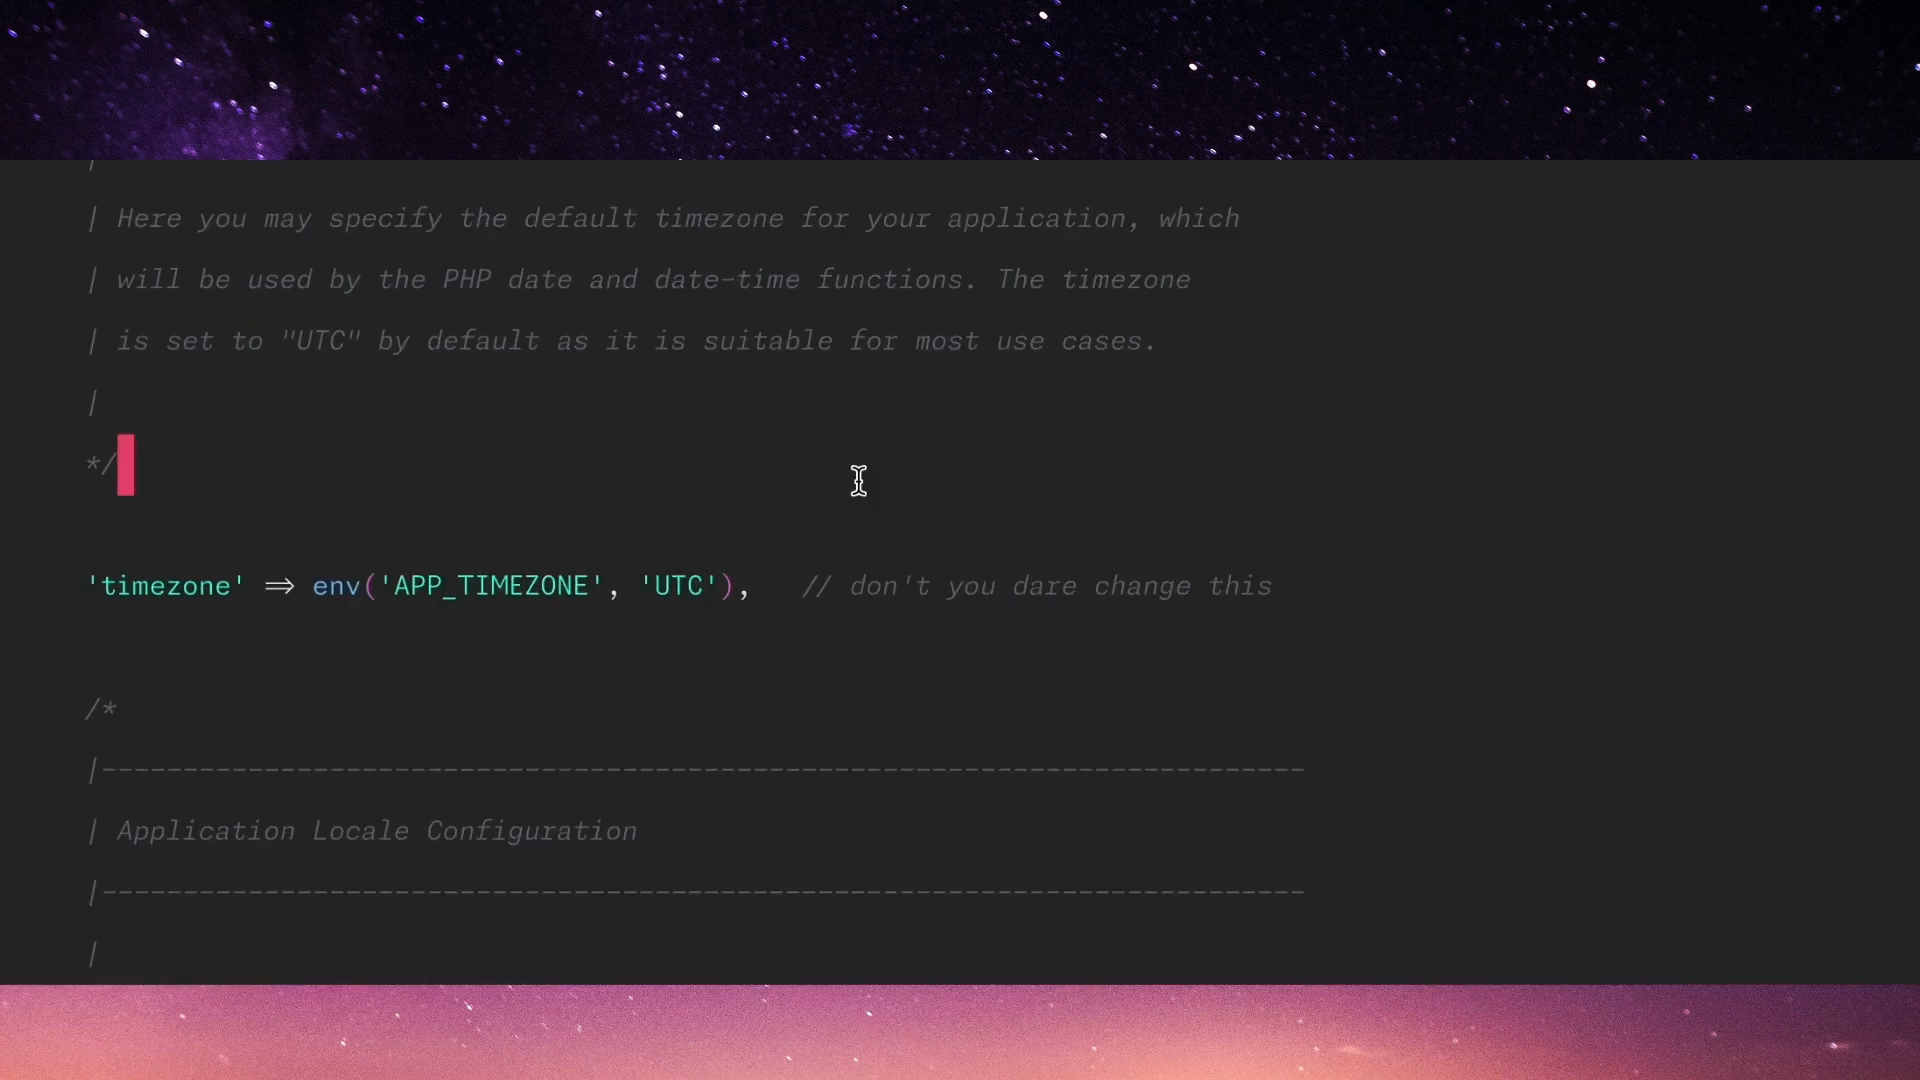 |
| Here you may specify the default timezone for your application, which
| will be used by the PHP date and date-time functions. The timezone
| is set to "UTC" by default as it is suitable for most use cases.
|
*/
'timezone' => env('APP_TIMEZONE', 'UTC'),   // don't you dare change this
/*
|--------------------------------------------------------------------------
| Application Locale Configuration
|--------------------------------------------------------------------------
|